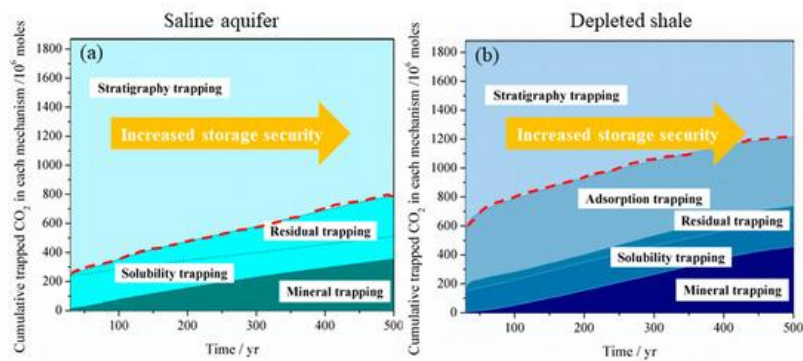 Saline aquifer
Cumulative trapped CO₂ in each mechanism /10⁶ moles
1800
1600
1400
1200
1000
800
600
400
200
0
(a)
Stratigraphy trapping
Increased storage security
Residual trapping
Solubility trapping
Mineral trapping
100
200
300
400
500
Time / yr
Depleted shale
Cumulative trapped CO₂ in each mechanism /10⁶ moles
1800
1600
1400
1200
1000
800
600
400
200
0
(b)
Stratigraphy trapping
Increased storage security
Adsorption trapping
Residual trapping
Solubility trapping
Mineral trapping
100
200
300
400
500
Time / yr